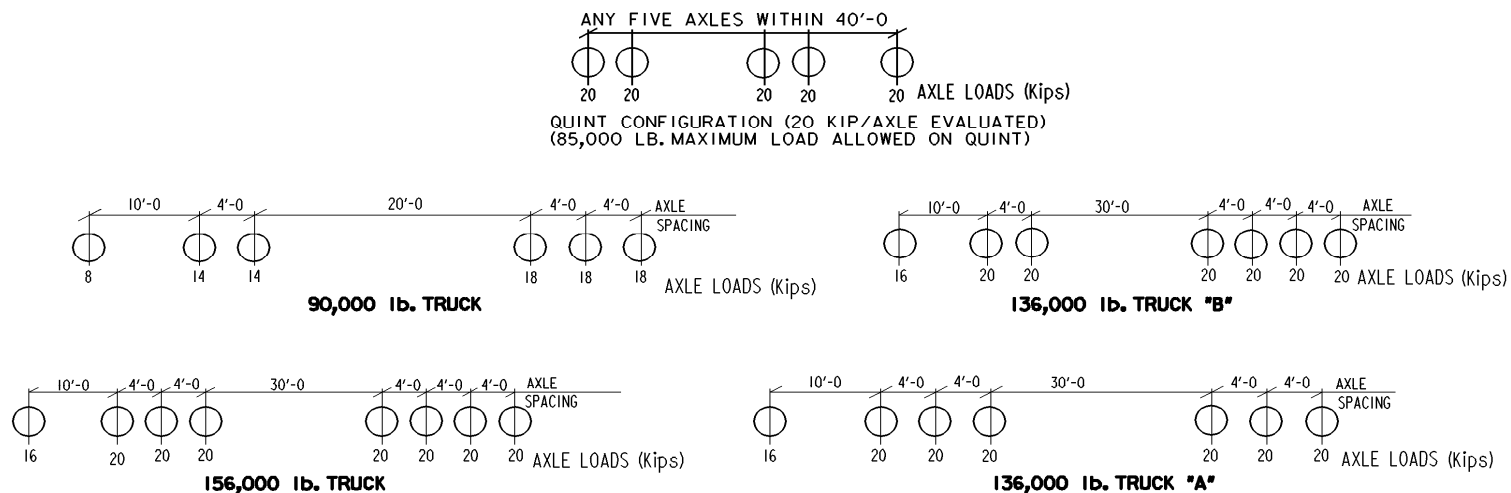 ANY FIVE AXLES WITHIN 40'-0
20 20 20 20 20 AXLE LOADS (Kips)
QUINT CONFIGURATION (20 KIP/AXLE EVALUATED)
(85,000 LB. MAXIMUM LOAD ALLOWED ON QUINT)
10'-0 4'-0 20'-0 4'-0 4'-0 AXLE
SPACING
8 14 14 18 18 18 AXLE LOADS (Kips)
90,000 lb. TRUCK
10'-0 4'-0 30'-0 4'-0 4'-0 4'-0 AXLE
SPACING
16 20 20 20 20 20 20 AXLE LOADS (Kips)
136,000 lb. TRUCK "B"
10'-0 4'-0 4'-0 30'-0 4'-0 4'-0 4'-0 AXLE
SPACING
16 20 20 20 20 20 20 20 AXLE LOADS (Kips)
156,000 lb. TRUCK
10'-0 4'-0 4'-0 30'-0 4'-0 4'-0 AXLE
SPACING
16 20 20 20 20 20 20 AXLE LOADS (Kips)
136,000 lb. TRUCK "A"